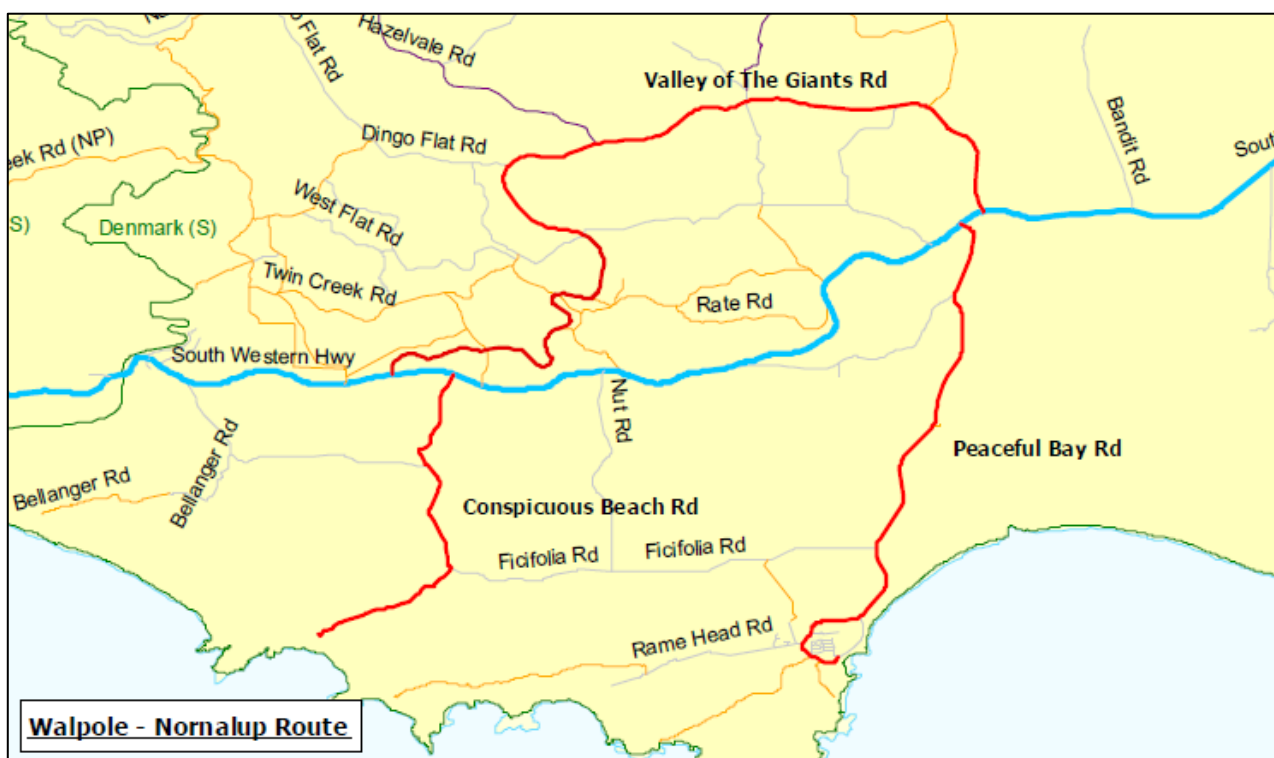 Hazelvale Rd
Flat Rd
Valley of The Giants Rd
Bandit Rd
Dingo Flat Rd
eek Rd (NP)
Sout
West Flat Rd
S)
Denmark (S)
Twin Creek Rd
Rate Rd
South Western Hwy
Nut Rd
Bellanger Rd
Peaceful Bay Rd
Bellanger Rd
Conspicuous Beach Rd
Ficifolia Rd
Ficifolia Rd
Rame Head Rd
Walpole - Nornalup Route